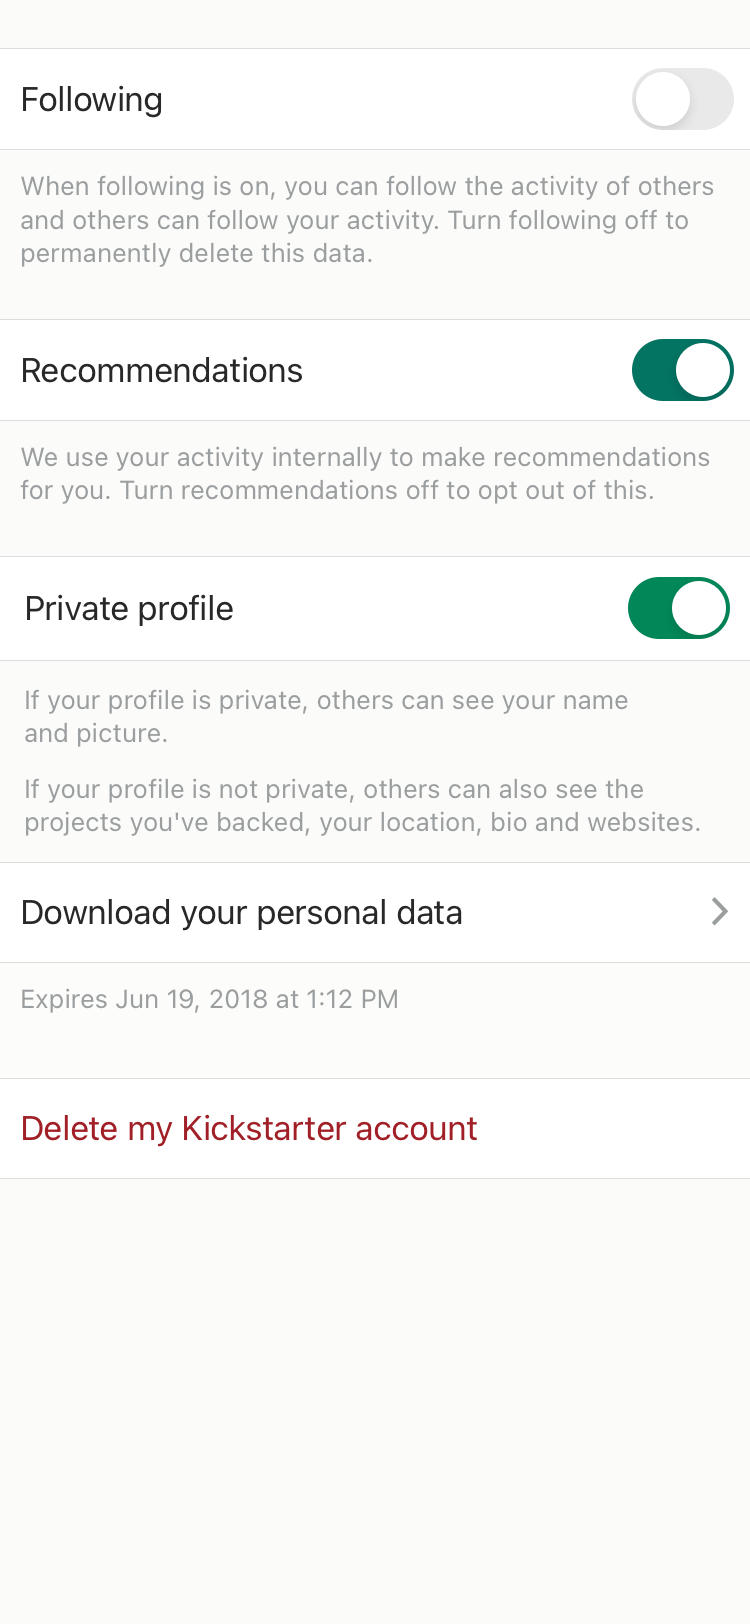 Following
When following is on, you can follow the activity of others
and others can follow your activity. Turn following off to
permanently delete this data.
Recommendations
We use your activity internally to make recommendations
for you. Turn recommendations off to opt out of this.
Private profile
If your profile is private, others can see your name
and picture.
If your profile is not private, others can also see the
projects you've backed, your location, bio and websites.
Download your personal data
Expires Jun 19, 2018 at 1:12 PM
Delete my Kickstarter account